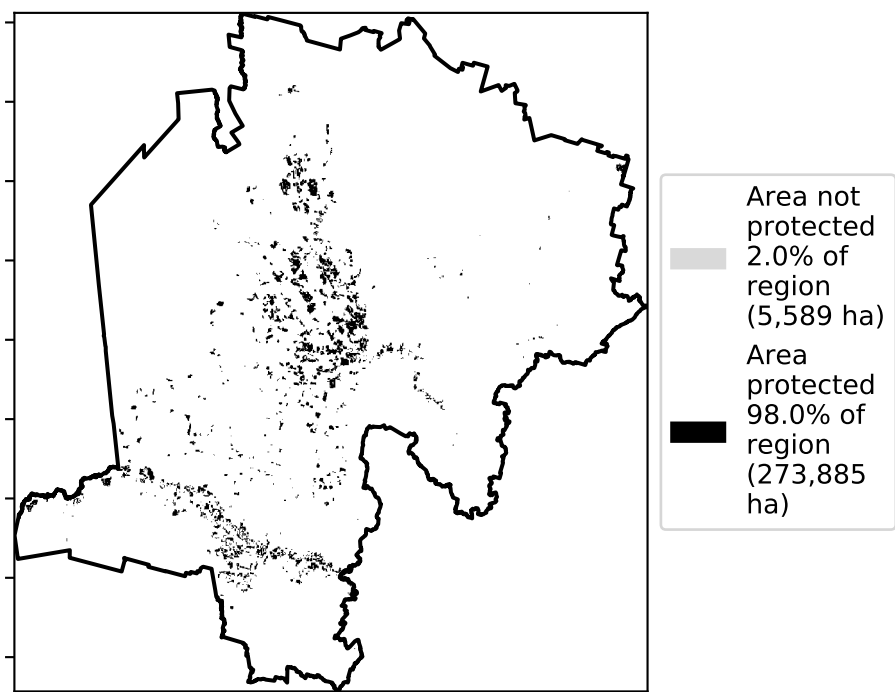 Area not
protected
2.0% of
region
(5,589 ha)
Area
protected
98.0% of
region
(273,885
ha)